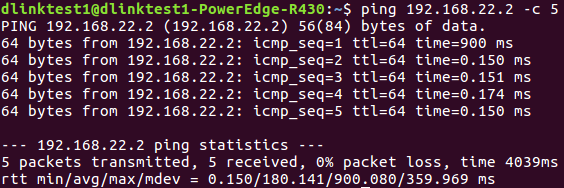 dlinktest1@dlinktest1-PowerEdge-R430:~$ ping 192.168.22.2 -c 5
PING 192.168.22.2 (192.168.22.2) 56(84) bytes of data.
64 bytes from 192.168.22.2: icmp_seq=1 ttl=64 time=900 ms
64 bytes from 192.168.22.2: icmp_seq=2 ttl=64 time=0.150 ms
64 bytes from 192.168.22.2: icmp_seq=3 ttl=64 time=0.151 ms
64 bytes from 192.168.22.2: icmp_seq=4 ttl=64 time=0.174 ms
64 bytes from 192.168.22.2: icmp_seq=5 ttl=64 time=0.150 ms
--- 192.168.22.2 ping statistics ---
5 packets transmitted, 5 received, 0% packet loss, time 4039ms
rtt min/avg/max/mdev = 0.150/180.141/900.080/359.969 ms